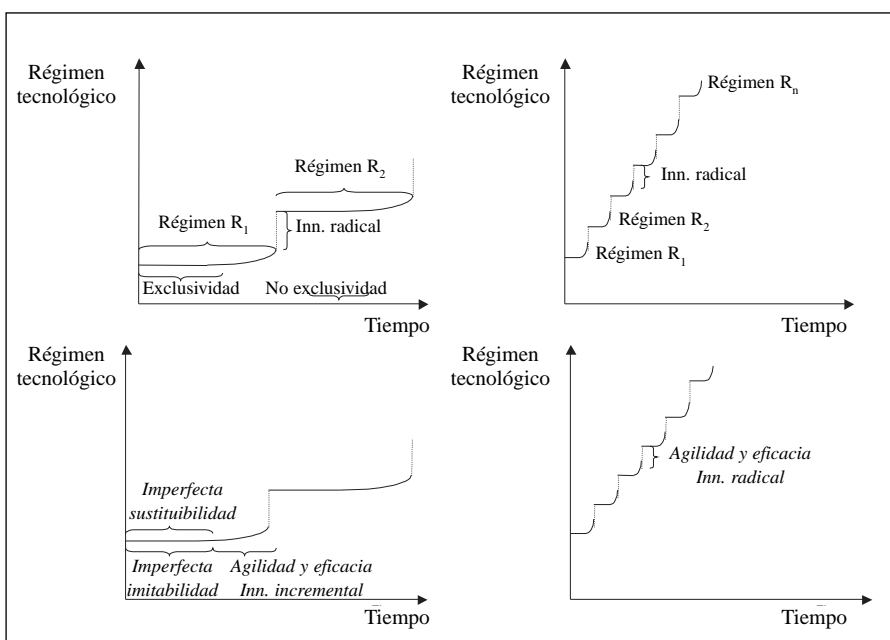 Régimen
tecnológico
Régimen R2
Régimen R1
Inn. radical
Exclusividad
No exclusividad
Tiempo
Régimen
tecnológico
Régimen Rn
Inn. radical
Régimen R2
Régimen R1
Tiempo
Régimen
tecnológico
Imperfecta
sustituibilidad
Imperfecta
imitabilidad
Agilidad y eficacia
Inn. incremental
Tiempo
Régimen
tecnológico
Agilidad y eficacia
Inn. radical
Tiempo